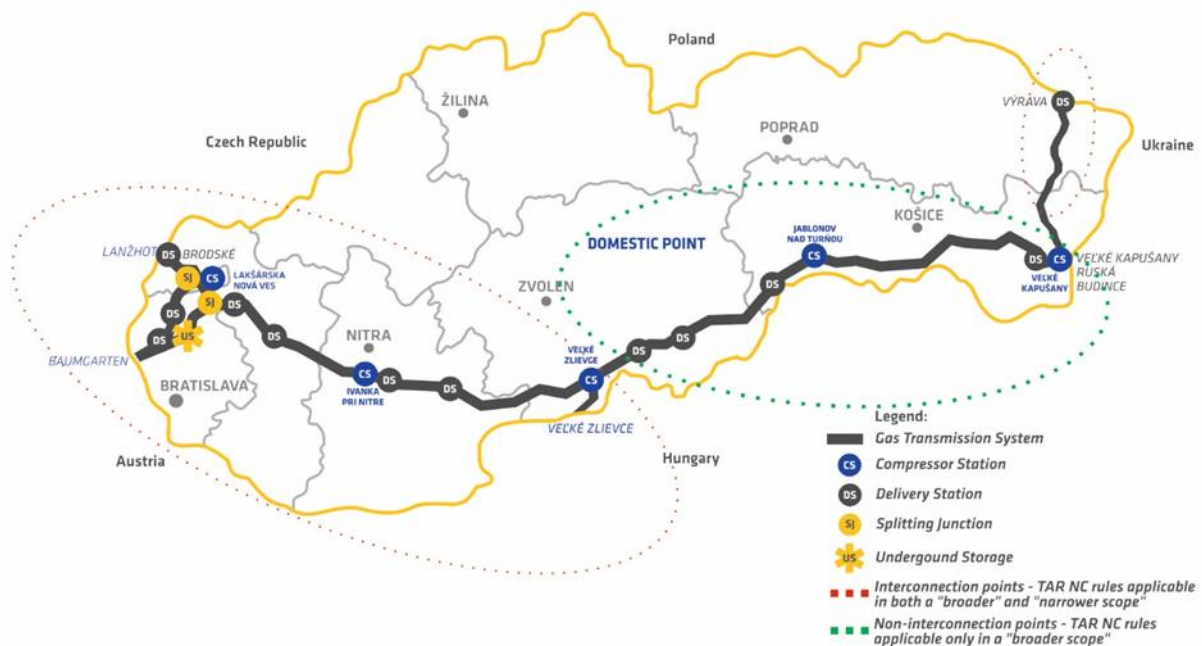 Poland
ŽILINA
VÝRAVA
DS
POPRAD
Czech Republic
Ukraine
KOŠICE
JABLONOV
NAD TURŇOU
CS
DOMESTIC POINT
LANŽHOT
DS
BRODSKÉ
SJ
CS
LAKŠÁRSKA
NOVÁ VES
SJ
DS
DS
DS
US
DS
DS
CS
VEĽKÉ
KAPUŠANY
VEĽKÉ KAPUŠANY
RUSKÁ
BUDINCE
ZVOLEN
DS
DS
DS
DS
NITRA
VEĽKÉ
ZLIEVGE
CS
BAUMGARTEN
BRATISLAVA
CS
IVANKA
PRI NITRE
DS
DS
VEĽKÉ ZLIEVCE
Austria
Hungary
Legend:
Gas Transmission System
CS
Compressor Station
DS
Delivery Station
SJ
Splitting Junction
US
Undergound Storage
Interconnection points - TAR NC rules applicable
in both a "broader" and "narrower scope"
Non-interconnection points - TAR NC rules
applicable only in a "broader scope"